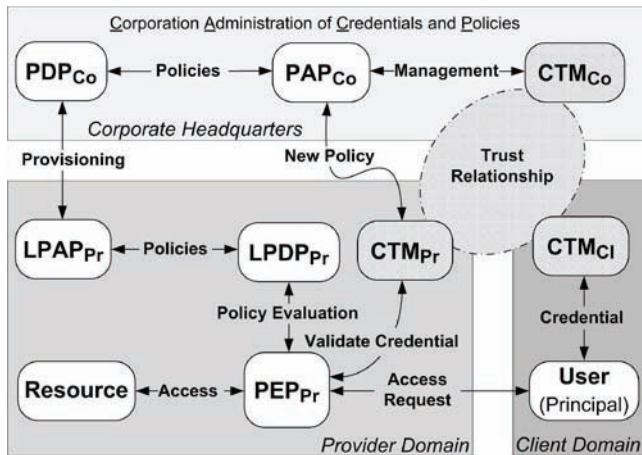 Corporation Administration of Credentials and Policies
PDPCo
Policies
PAPCo
Management
CTMCo
Corporate Headquarters
Provisioning
New Policy
Trust
Relationship
LPAPPr
Policies
LPDPPr
CTMPr
CTMCl
Policy Evaluation
Validate Credential
Credential
Resource
Access
PEPPr
Access
Request
User
(Principal)
Provider Domain
Client Domain